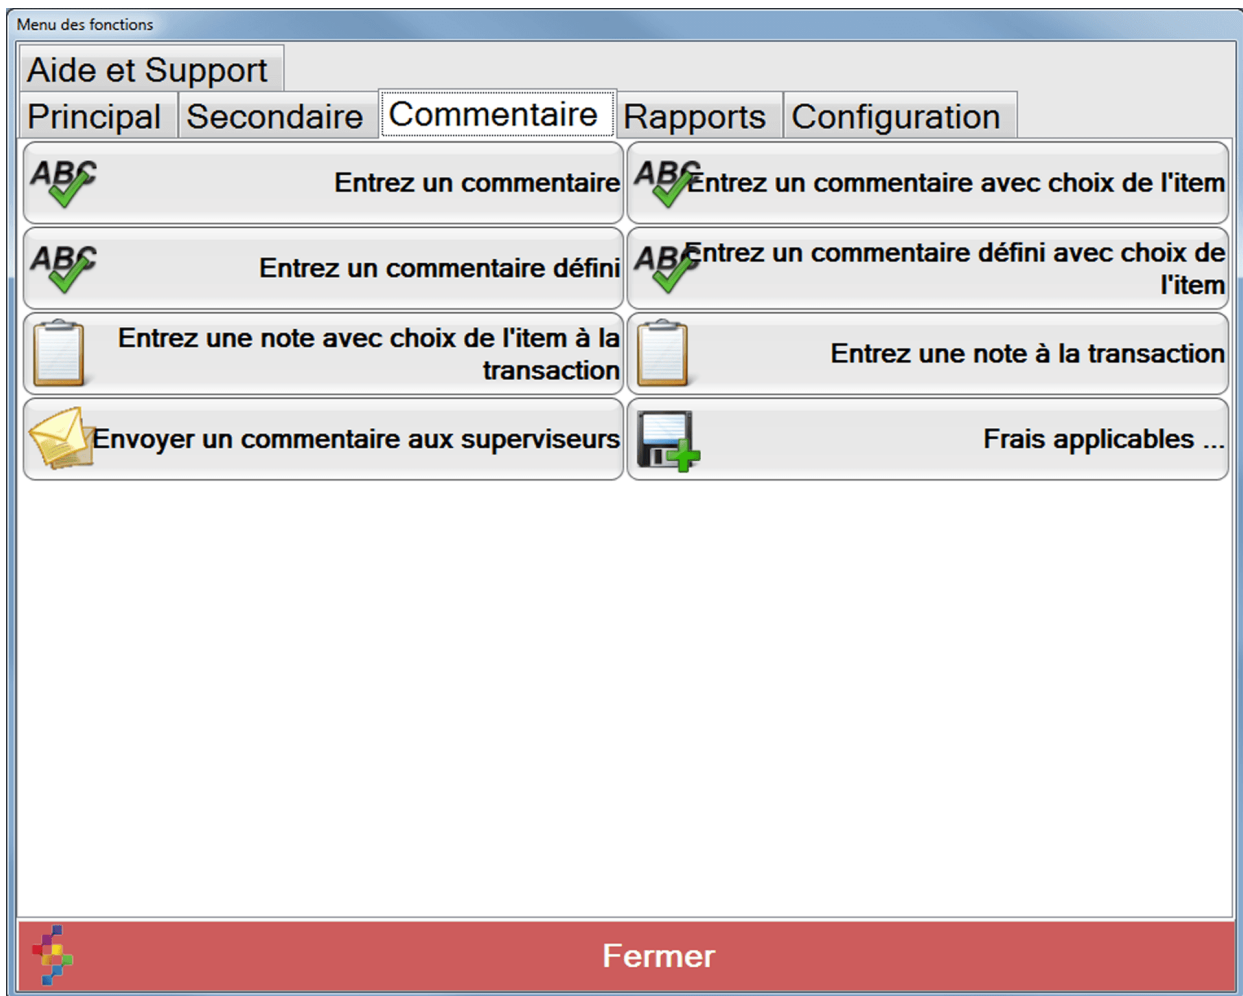 Menu des fonctions
Aide et Support
Principal Secondaire Commentaire Rapports Configuration
ABC Entrez un commentaire
ABC Entrez un commentaire avec choix de l'item
ABC Entrez un commentaire défini
ABC Entrez un commentaire défini avec choix de
l'item
Entrez une note avec choix de l'item à la
transaction
Entrez une note à la transaction
Envoyer un commentaire aux superviseurs
Frais applicables ...
Fermer